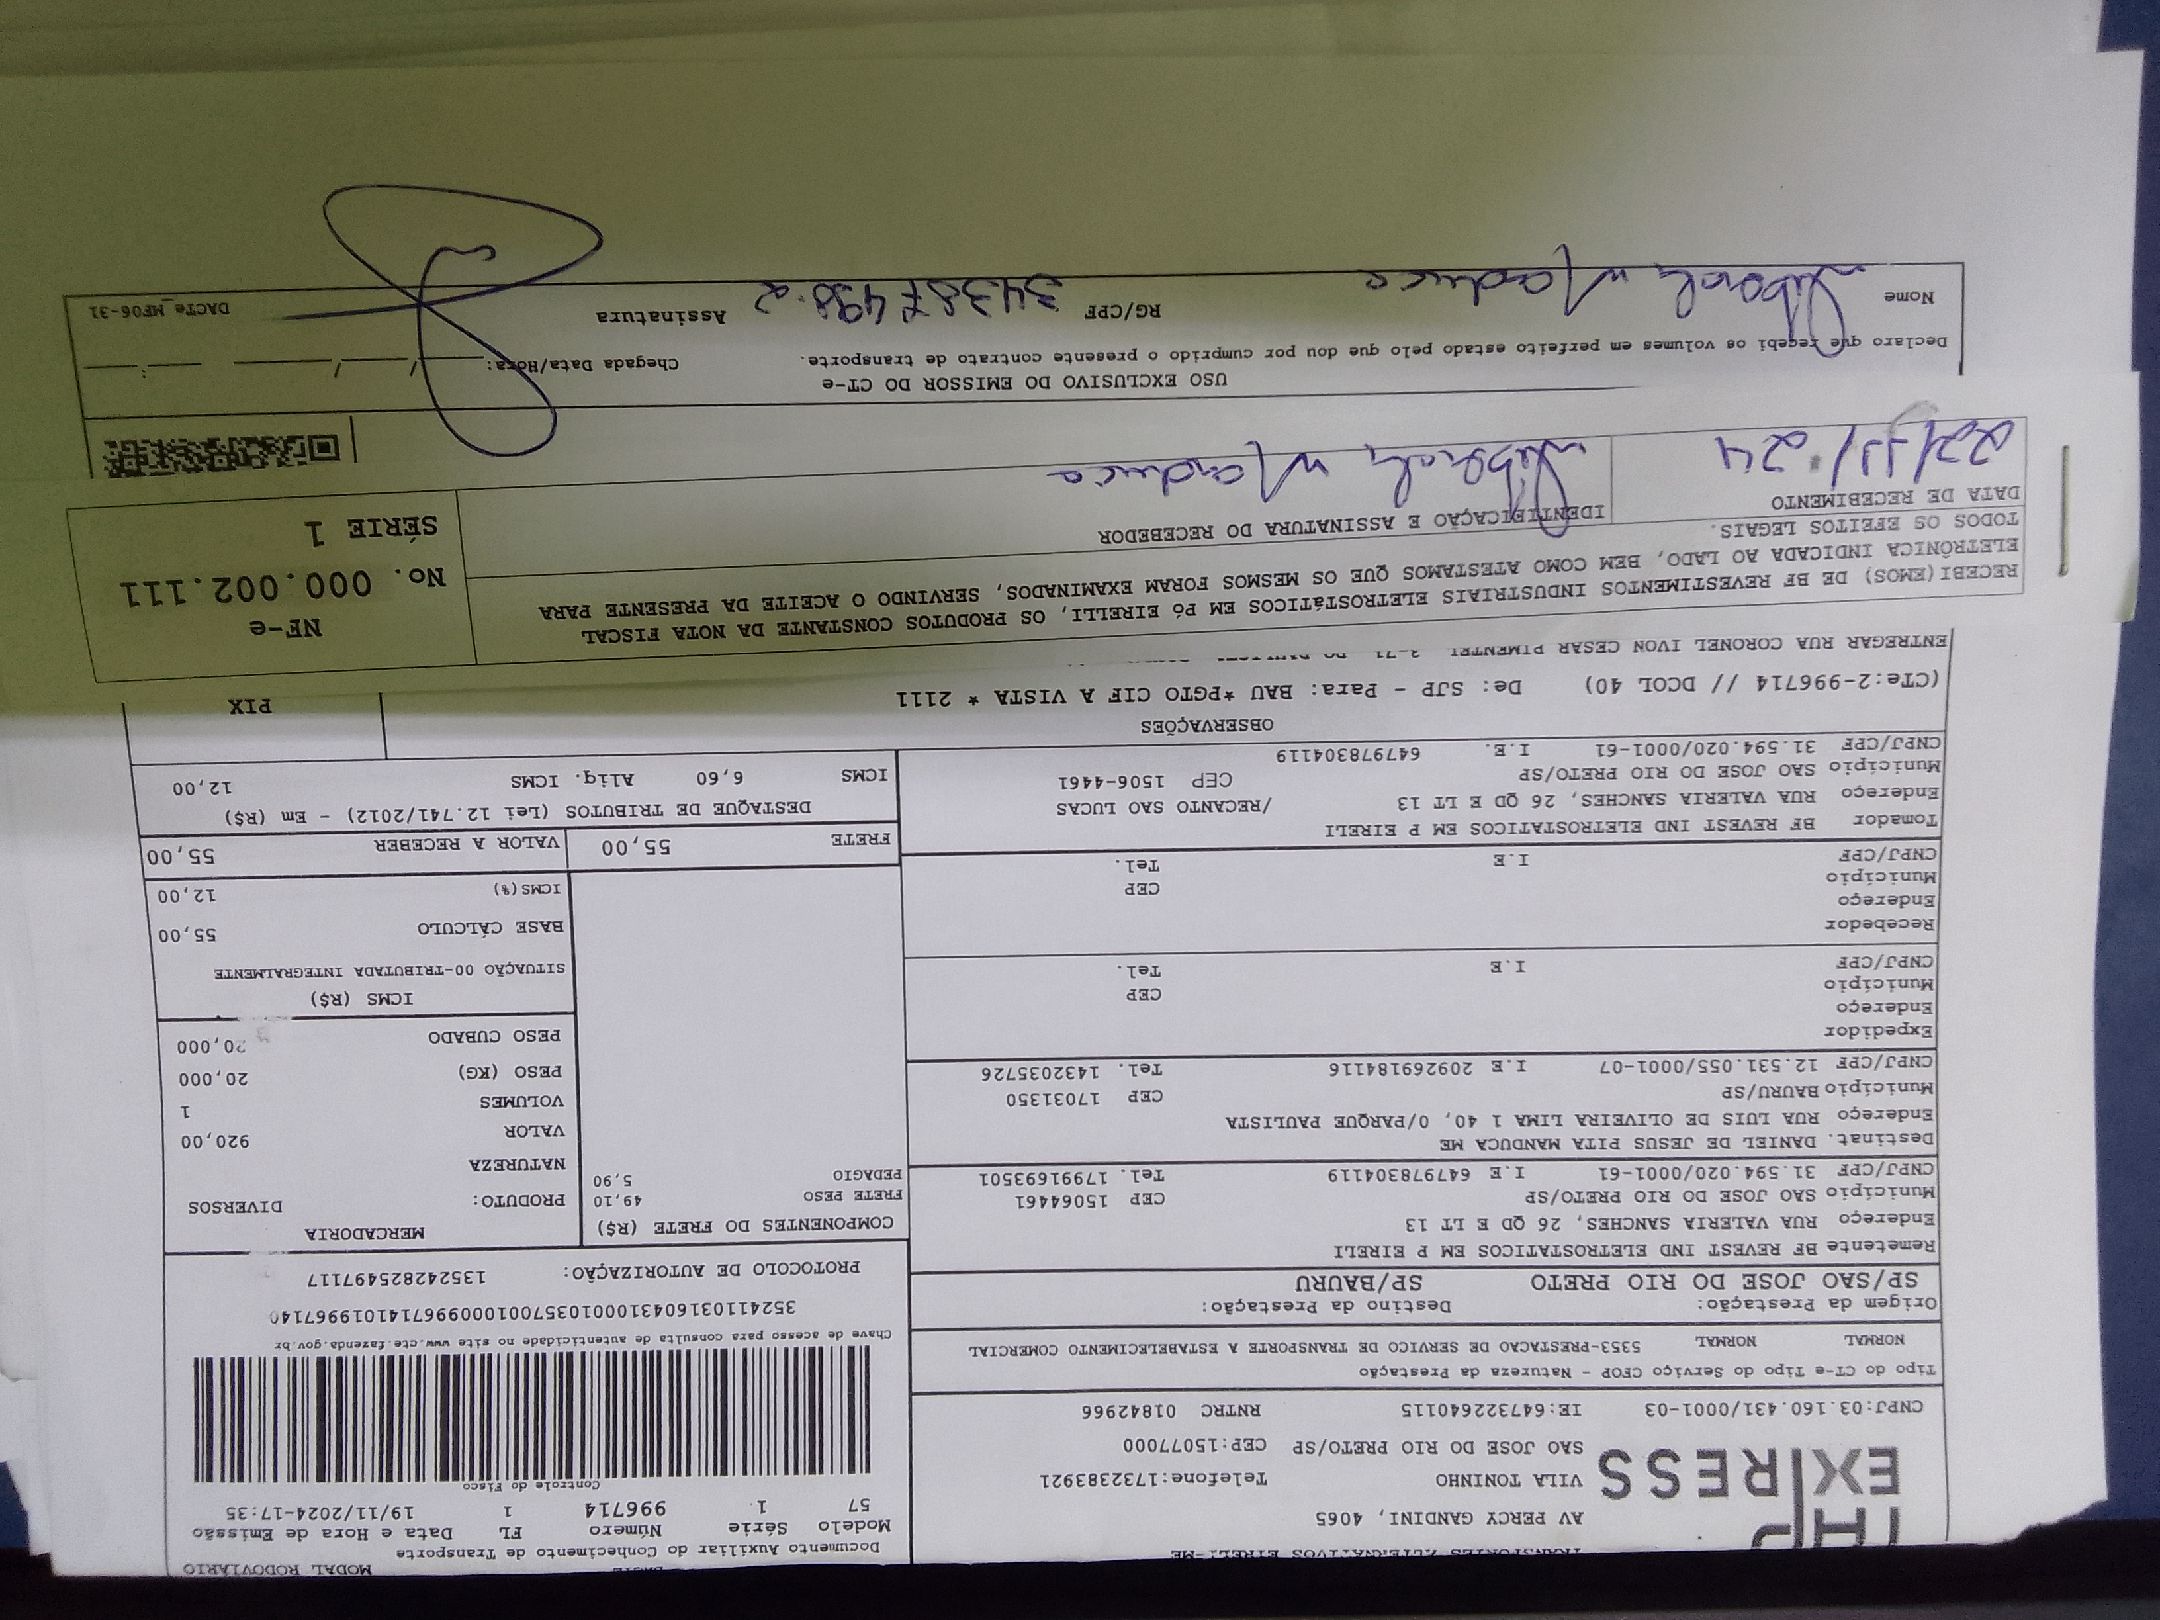 MODAL RODOVIÁRIO
Documento Auxiliar do Conhecimento de Transporte
Modelo Série Número FL Data e Hora de Emissão
57 1 996714 1 19/11/2024-17:35
Controle do Fisco
EXPRESS
AV PERCY GANDINI, 4065
VILA TONINHO Telefone:1732383921
SAO JOSE DO RIO PRETO/SP CEP:15077000
CNPJ:03.160.431/0001-03 IE:647322640115 RNTRC 01842966
Tipo do CT-e Tipo do Serviço CFOP - Natureza da Prestação
NORMAL NORMAL 5353-PRESTACAO DE SERVICO DE TRANSPORTE A ESTABELECIMENTO COMERCIAL
Chave de acesso para consulta de autenticidade no site www.cte.fazenda.gov.br
PROTOCOLO DE AUTORIZAÇÃO: 135242825497117
Origem da Prestação: Destino da Prestação:
SP/SAO JOSE DO RIO PRETO SP/BAURU
Remetente BF REVEST IND ELETROSTATICOS EM P EIRELI
Endereço RUA VALERIA SANCHES, 26 QD E LT 13
Município SAO JOSE DO RIO PRETO/SP CEP 15064461
CNPJ/CPF 31.594.020/0001-61 I.E 647978304119 Tel. 17991693501
Destinat. DANIEL DE JESUS PITA MANDUCA ME
Endereço RUA LUIS DE OLIVEIRA LIMA 1 40, 0/PARQUE PAULISTA
Município BAURU/SP CEP 17031350
CNPJ/CPF 12.531.055/0001-07 I.E 209269184116 Tel. 1432035726
Expedidor
Endereço
Município CEP
CNPJ/CPF I.E Tel.
Recebedor
Endereço
Município CEP
CNPJ/CPF I.E Tel.
Tomador BF REVEST IND ELETROSTATICOS EM P EIRELI
Endereço RUA VALERIA SANCHES, 26 QD E LT 13 /RECANTO SAO LUCAS
Município SAO JOSE DO RIO PRETO/SP CEP 1506-4461
CNPJ/CPF 31.594.020/0001-61 I.E. 647978304119
COMPONENTES DO FRETE (R$)
FRETE PESO 49,10
PEDAGIO 5,90
MERCADORIA
PRODUTO: DIVERSOS
NATUREZA
VALOR 920,00
VOLUMES 1
PESO (KG) 20,000
PESO CUBADO 20,000
ICMS (R$)
SITUAÇÃO 00-TRIBUTADA INTEGRALMENTE
BASE CÁLCULO 55,00
ICMS(%) 12,00
FRETE 55,00 VALOR A RECEBER 55,00
DESTAQUE DE TRIBUTOS (Lei 12.741/2012) - Em (R$)
ICMS 6,60 Aliq. ICMS 12,00
OBSERVAÇÕES
(CTe:2-996714 // DCOL 40) De: SJP - Para: BAU *PGTO CIF A VISTA * 2111
PIX
ENTREGAR RUA CORONEL IVON CESAR PIMENTEL 2-71
RECEBI(EMOS) DE BF REVESTIMENTOS INDUSTRIAIS ELETROSTÁTICOS EM PÓ EIRELLI, OS PRODUTOS CONSTANTE DA NOTA FISCAL
ELETRÔNICA INDICADA AO LADO, BEM COMO ATESTAMOS QUE OS MESMOS FORAM EXAMINADOS, SERVINDO O ACEITE DA PRESENTE PARA
TODOS OS EFEITOS LEGAIS.
NF-e
No. 000.002.111
SÉRIE 1
DATA DE RECEBIMENTO IDENTIFICAÇÃO E ASSINATURA DO RECEBEDOR
22/11/24 Manduca
USO EXCLUSIVO DO EMISSOR DO CT-e
Declaro que recebi os volumes em perfeito estado pelo que dou por cumprido o presente contrato de transporte. Chegada Data/Hora: / / :
Nome Manduca RG/CPF Assinatura DACTe_MF06-31